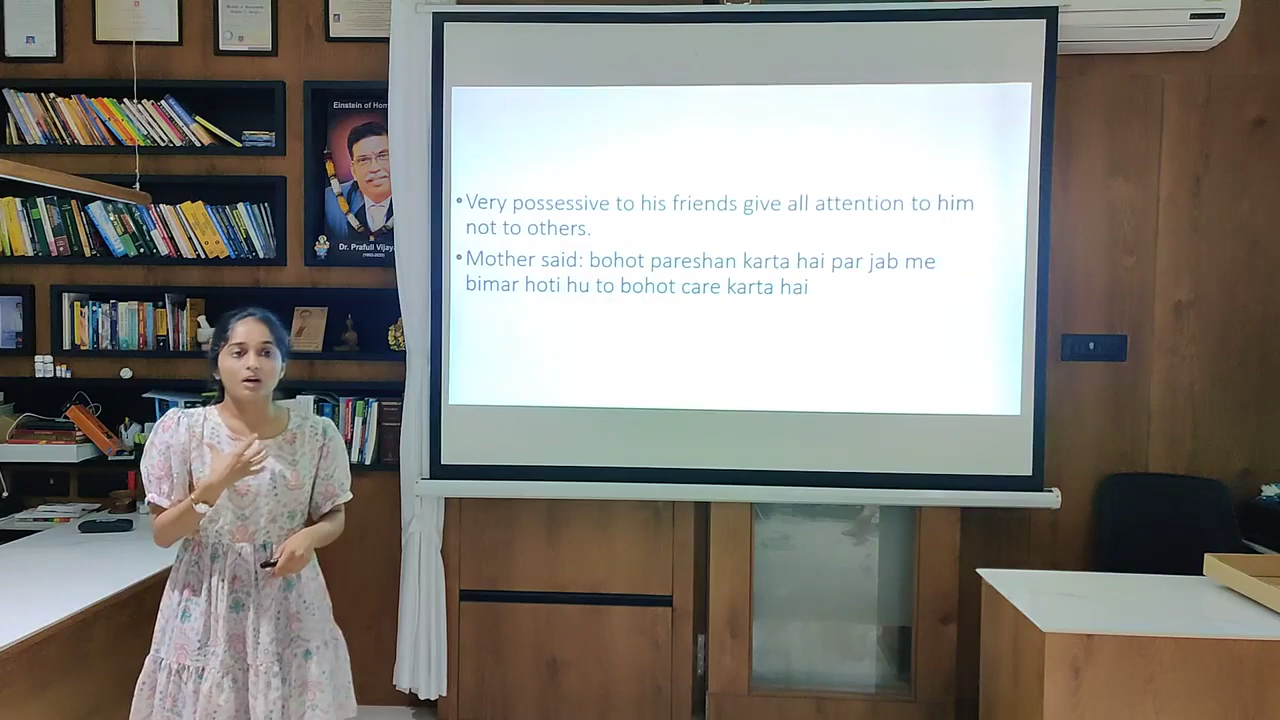 Einstein of Hom
Dr. Prafull Vijay
• Very possessive to his friends give all attention to him
not to others.
• Mother said: bohot pareshan karta hai par jab me
bimar hoti hu to bohot care karta hai